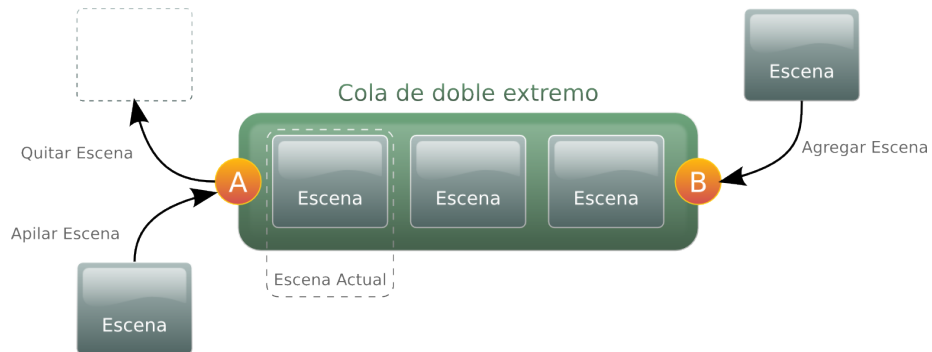 Escena
Cola de doble extremo
Quitar Escena
Agregar Escena
A
Escena
Escena
Escena
B
Apilar Escena
Escena Actual
Escena